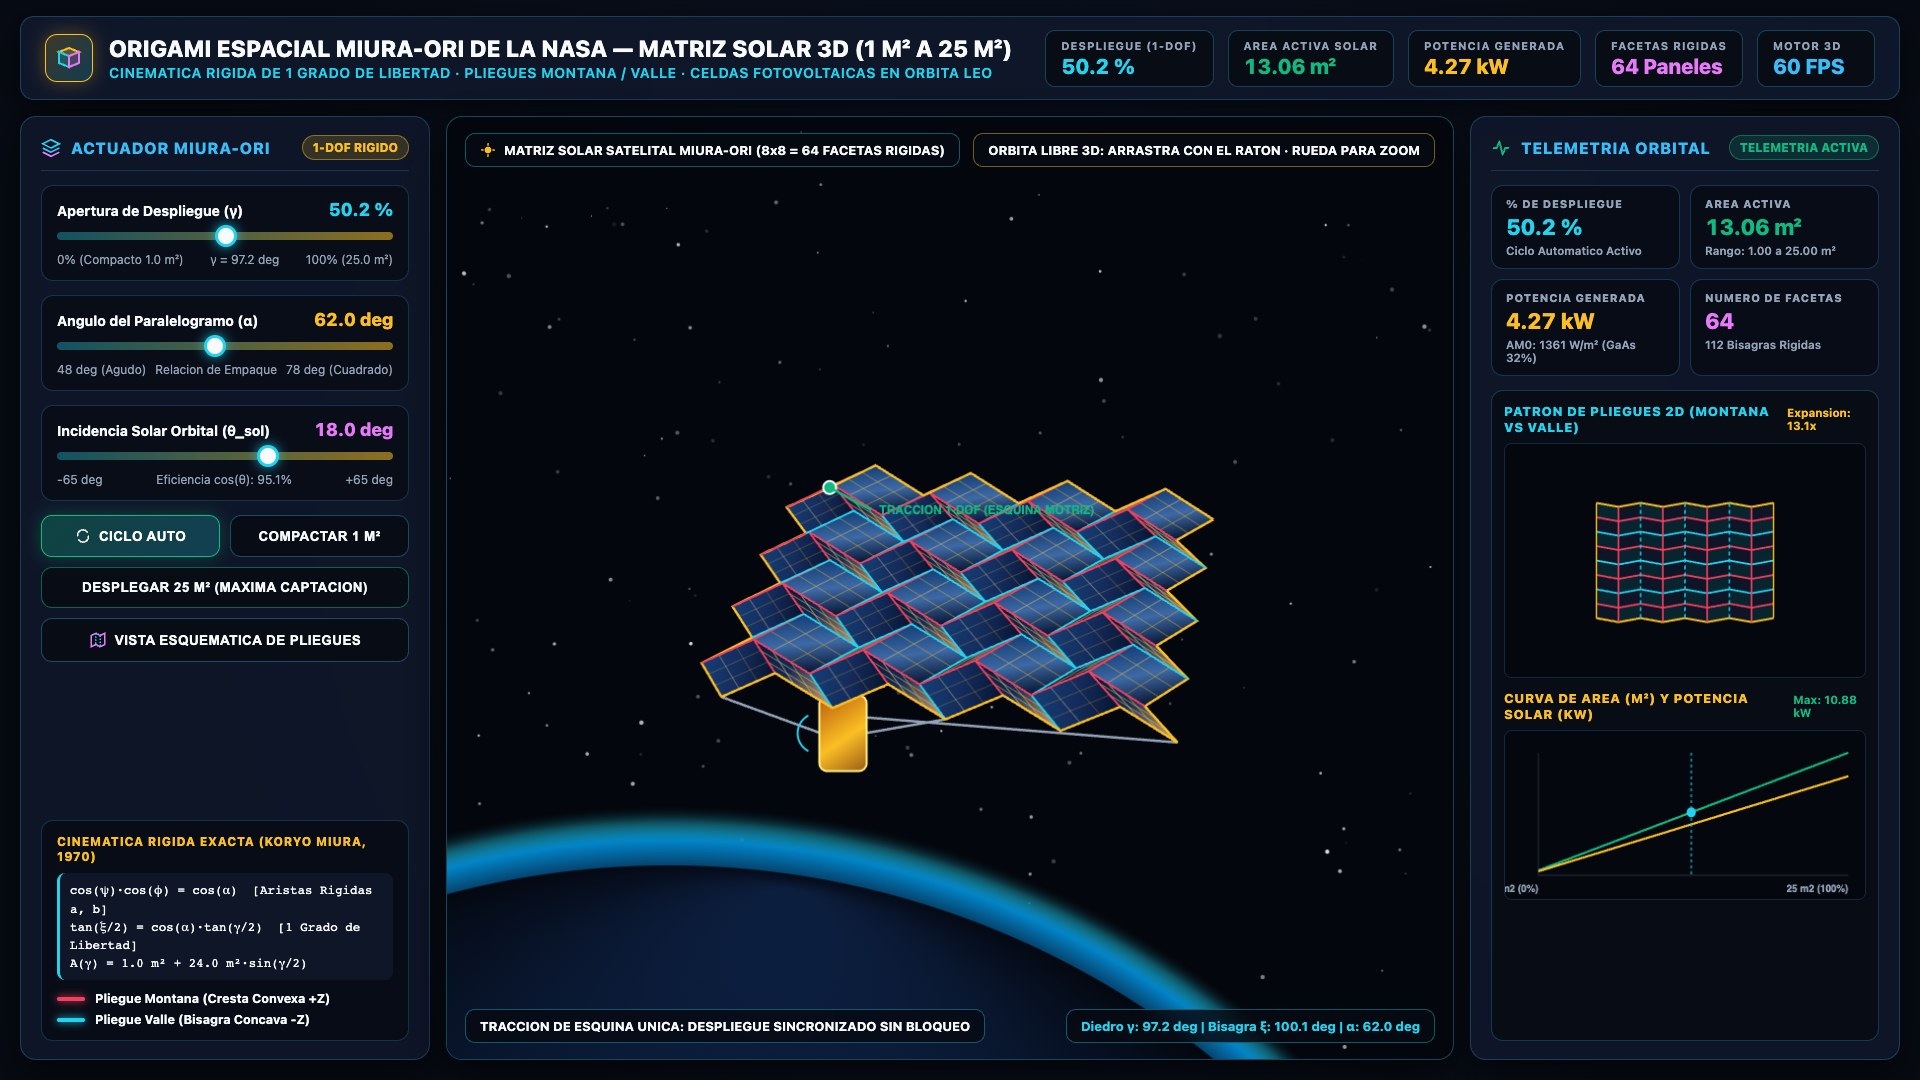 ORIGAMI ESPACIAL MIURA-ORI DE LA NASA — MATRIZ SOLAR 3D (1 M² A 25 M²)
CINEMATICA RIGIDA DE 1 GRADO DE LIBERTAD · PLIEGUES MONTANA / VALLE · CELDAS FOTOVOLTAICAS EN ORBITA LEO
DESPLIEGUE (1-DOF)
50.2 %
AREA ACTIVA SOLAR
13.06 m²
POTENCIA GENERADA
4.27 kW
FACETAS RIGIDAS
64 Paneles
MOTOR 3D
60 FPS
ACTUADOR MIURA-ORI
1-DOF RIGIDO
Apertura de Despliegue (γ)
50.2 %
0% (Compacto 1.0 m²)
γ = 97.2 deg
100% (25.0 m²)
Angulo del Paralelogramo (α)
62.0 deg
48 deg (Agudo)
Relacion de Empaque
78 deg (Cuadrado)
Incidencia Solar Orbital (θ_sol)
18.0 deg
-65 deg
Eficiencia cos(θ): 95.1%
+65 deg
CICLO AUTO
COMPACTAR 1 M²
DESPLEGAR 25 M² (MAXIMA CAPTACION)
VISTA ESQUEMATICA DE PLIEGUES
CINEMATICA RIGIDA EXACTA (KORYO MIURA,
1970)
cos(ψ)·cos(ϕ) = cos(α)  [Aristas Rigidas
a, b]
tan(ξ/2) = cos(α)·tan(γ/2)  [1 Grado de
Libertad]
A(γ) = 1.0 m² + 24.0 m²·sin(γ/2)
Pliegue Montana (Cresta Convexa +Z)
Pliegue Valle (Bisagra Concava -Z)
MATRIZ SOLAR SATELITAL MIURA-ORI (8x8 = 64 FACETAS RIGIDAS)
ORBITA LIBRE 3D: ARRASTRA CON EL RATON · RUEDA PARA ZOOM
TRACCION 1-DOF (ESQUINA MOTRIZ)
TRACCION DE ESQUINA UNICA: DESPLIEGUE SINCRONIZADO SIN BLOQUEO
Diedro γ: 97.2 deg | Bisagra ξ: 100.1 deg | α: 62.0 deg
TELEMETRIA ORBITAL
TELEMETRIA ACTIVA
% DE DESPLIEGUE
50.2 %
Ciclo Automatico Activo
AREA ACTIVA
13.06 m²
Rango: 1.00 a 25.00 m²
POTENCIA GENERADA
4.27 kW
AM0: 1361 W/m² (GaAs
32%)
NUMERO DE FACETAS
64
112 Bisagras Rigidas
PATRON DE PLIEGUES 2D (MONTANA
VS VALLE)
Expansion:
13.1x
CURVA DE AREA (M²) Y POTENCIA
SOLAR (KW)
Max: 10.88
kW
m2 (0%)
25 m2 (100%)